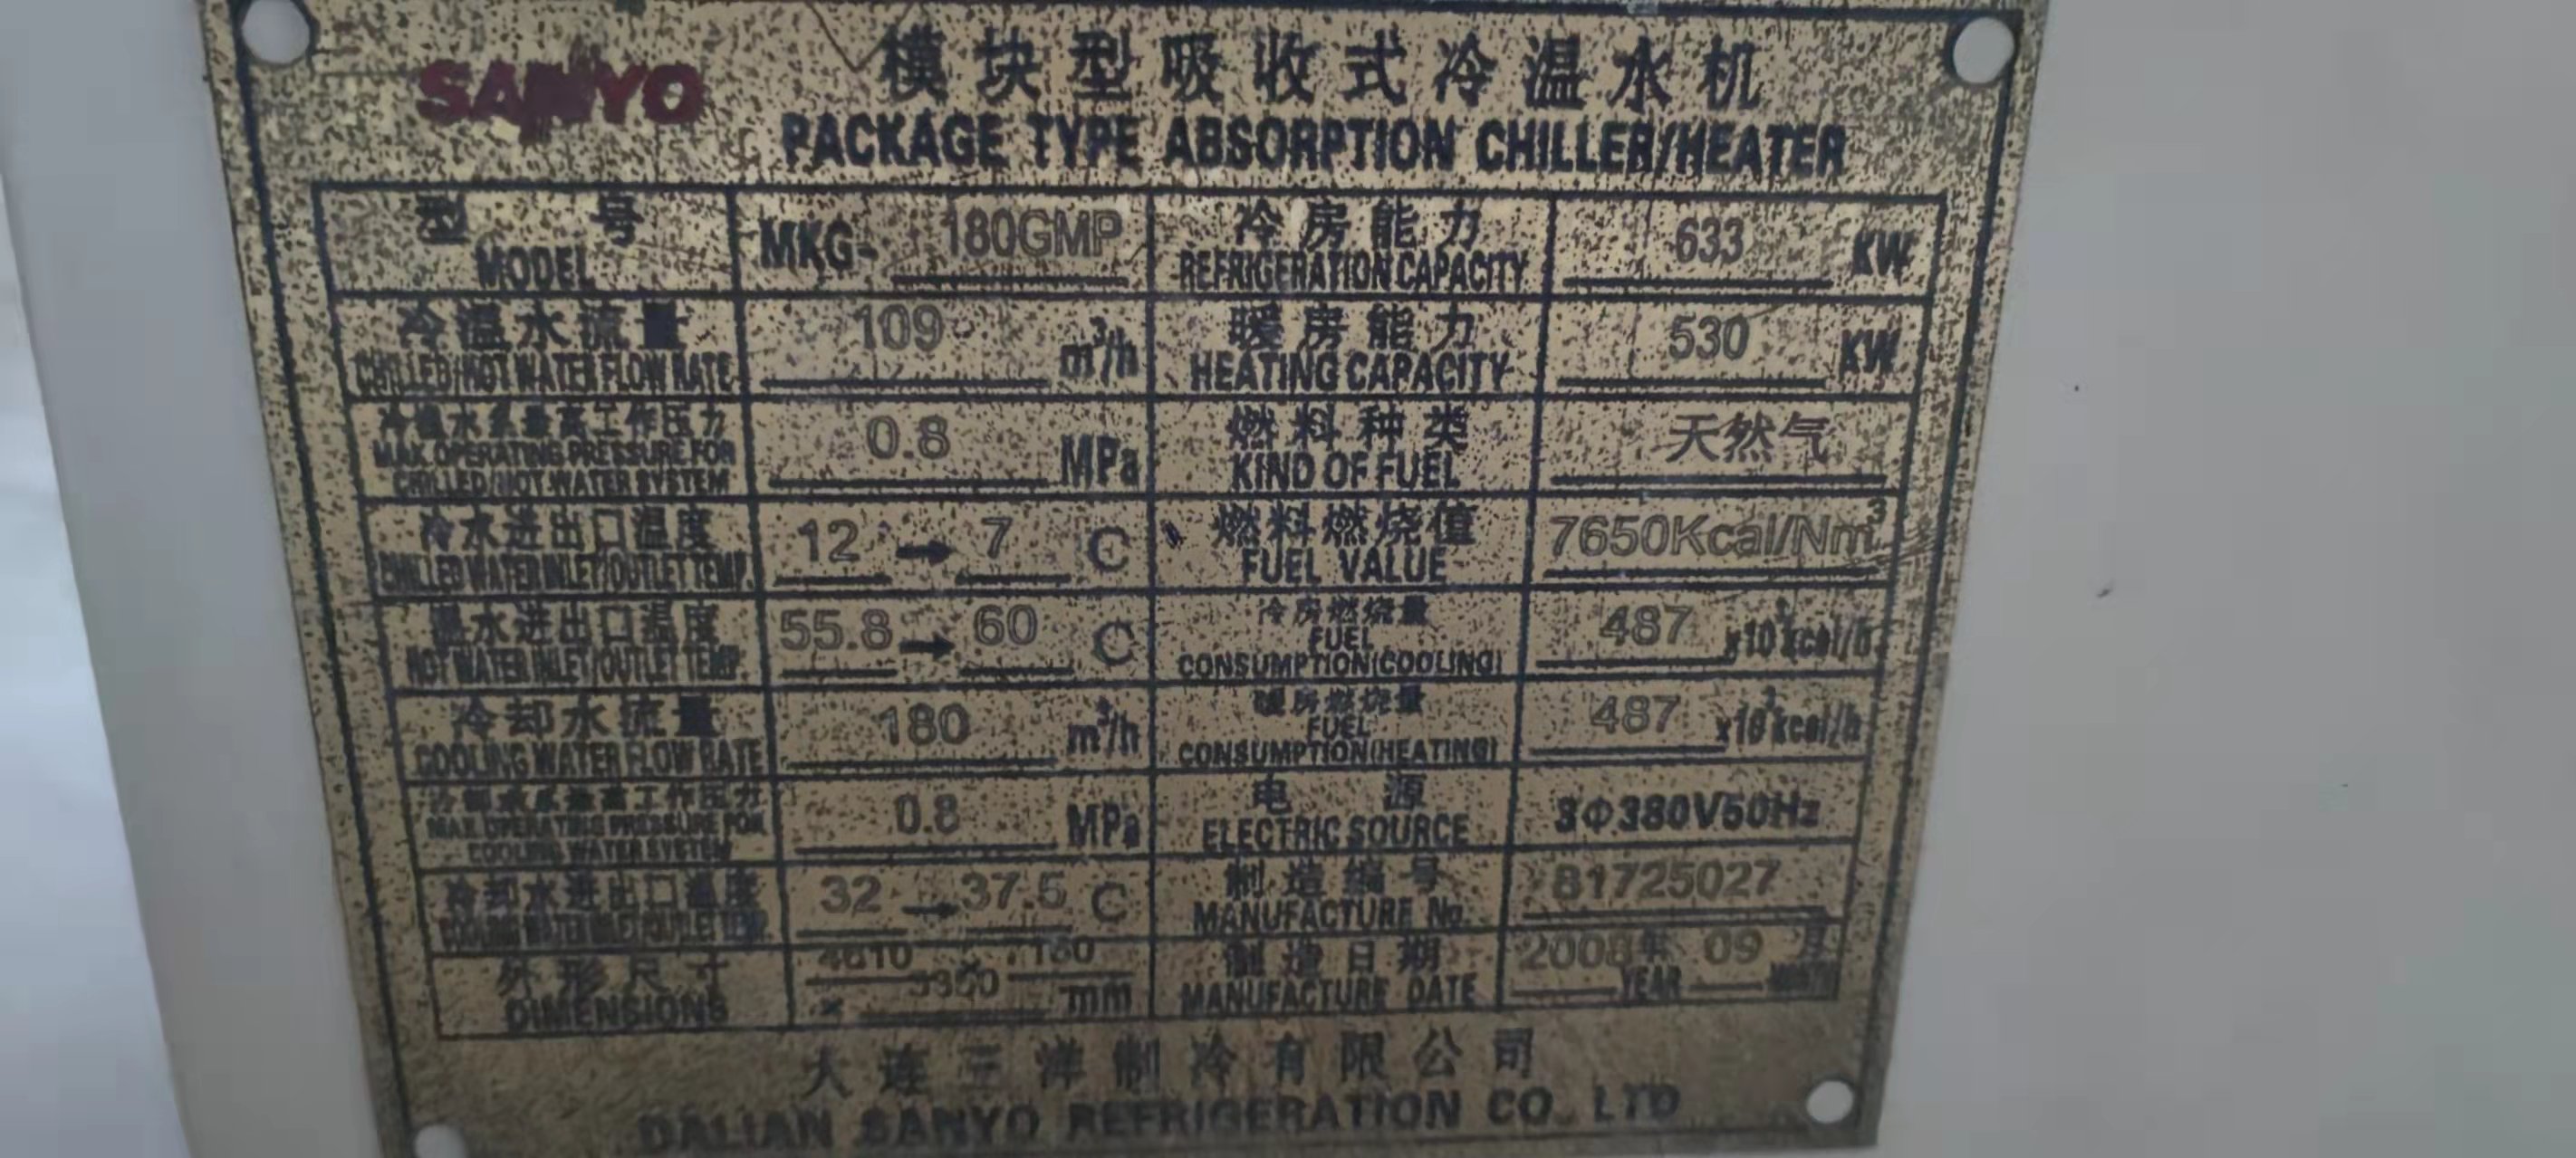 SANYO
模块型吸收式冷温水机
PACKAGE TYPE ABSORPTION CHILLER/HEATER
型号 MODEL MKG- 180GMP
冷房能力 REFRIGERATION CAPACITY 633 KW
冷温水流量 CHILLED/HOT WATER FLOW RATE 109 m³/h
暖房能力 HEATING CAPACITY 530 KW
冷温水系最高工作压力 MAX. OPERATING PRESSURE FOR CHILLED/HOT WATER SYSTEM 0.8 MPa
燃料种类 KIND OF FUEL 天然气
冷水进出口温度 CHILLED WATER INLET/OUTLET TEMP. 12 → 7 C
燃料燃烧值 FUEL VALUE 7650Kcal/Nm³
温水进出口温度 HOT WATER INLET/OUTLET TEMP. 55.8 → 60 C
冷房燃烧量 FUEL CONSUMPTION(COOLING) 487 x10³kcal/h
冷却水流量 COOLING WATER FLOW RATE 180 m³/h
暖房燃烧量 FUEL CONSUMPTION(HEATING) 487 x10³kcal/h
冷却水系最高工作压力 MAX. OPERATING PRESSURE FOR COOLING WATER SYSTEM 0.8 MPa
电源 ELECTRIC SOURCE 3Φ380V50Hz
冷却水进出口温度 COOLING WATER INLET/OUTLET TEMP. 32 → 37.5 C
制造编号 MANUFACTURE No. 81725027
外形尺寸 DIMENSIONS mm
制造日期 MANUFACTURE DATE 2008年 09 月 YEAR MONTH
大连三洋制冷有限公司
DALIAN SANYO REFRIGERATION CO. LTD